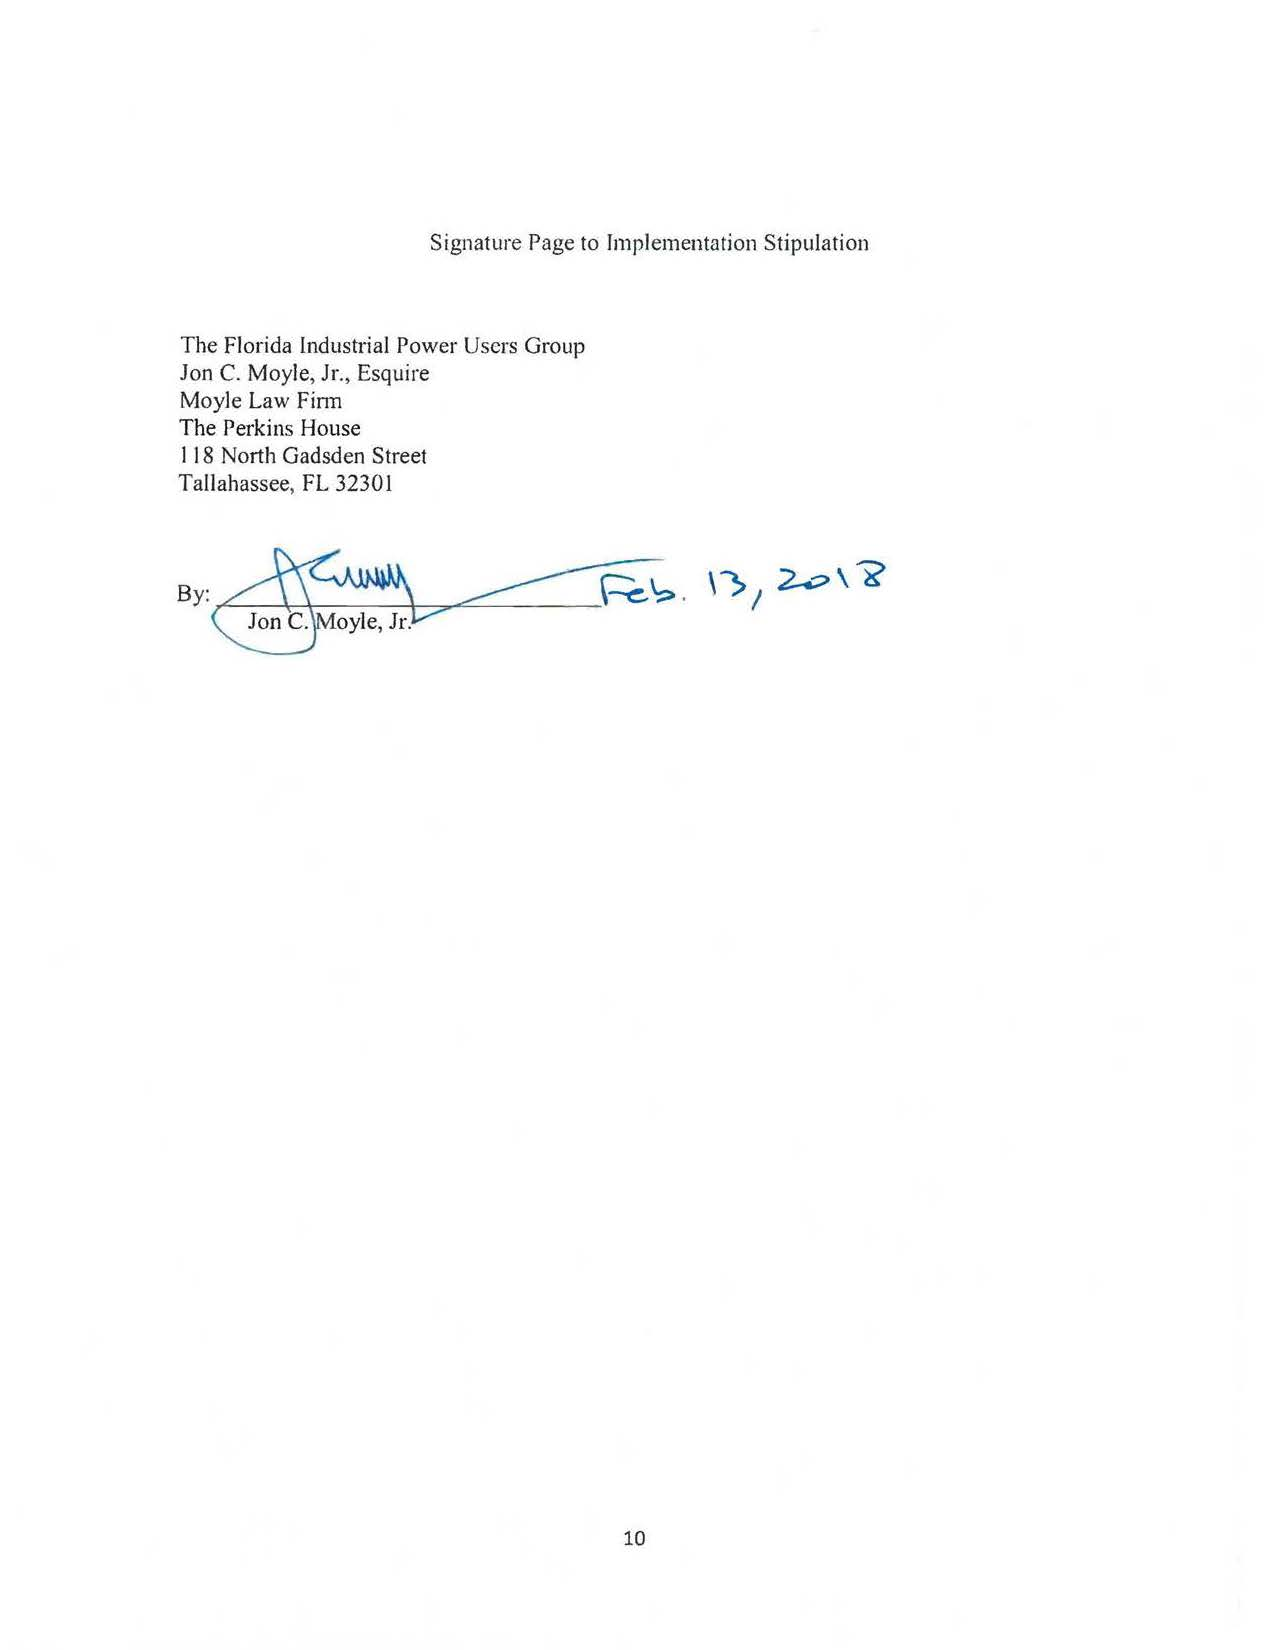 Signature Page to Implementation Stipulation
The Florida Industrial Power Users Group
Jon C. Moyle, Jr., Esquire
Moyle Law Firm
The Perkins House
118 North Gadsden Street
Tallahassee, FL 32301
By: Feb. 13, 2018
Jon C. Moyle, Jr.
10